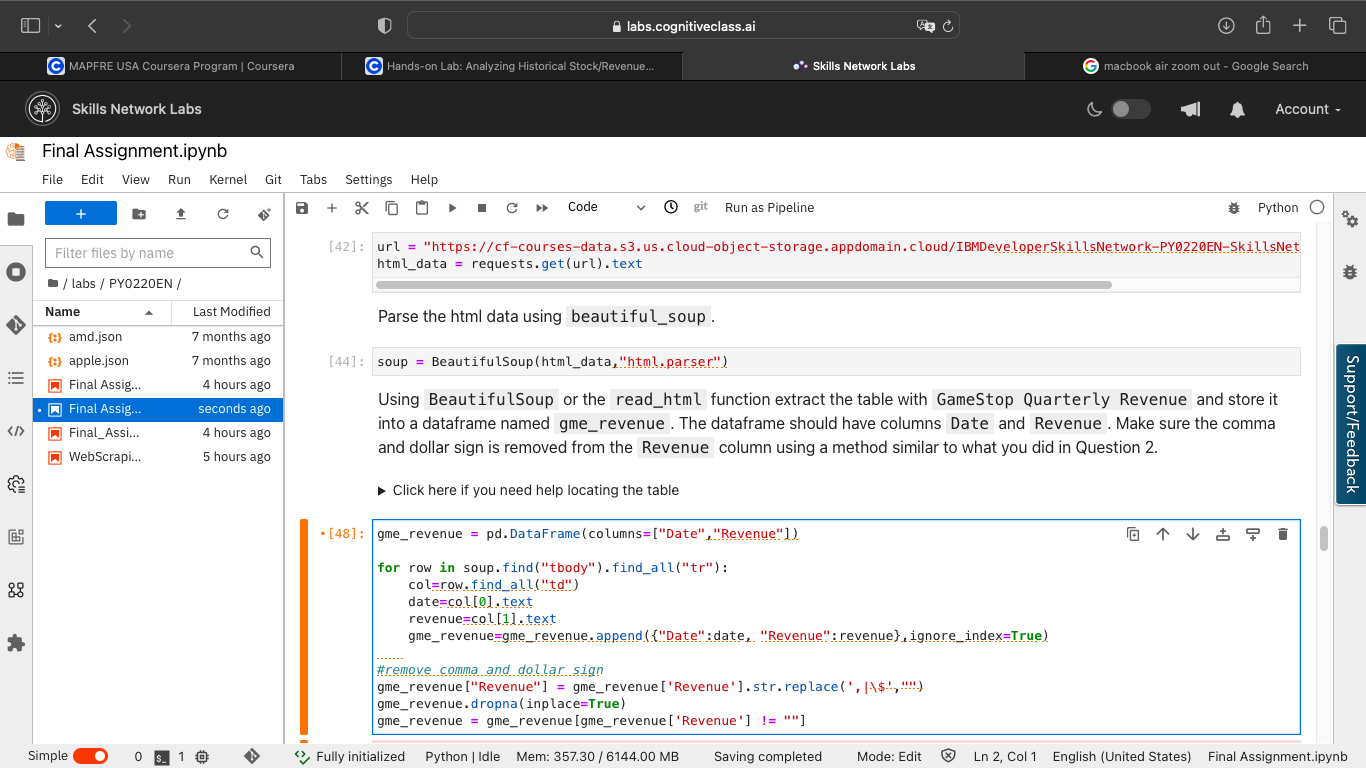 labs.cognitiveclass.ai
MAPFRE USA Coursera Program | Coursera
Hands-on Lab: Analyzing Historical Stock/Revenue...
Skills Network Labs
macbook air zoom out - Google Search
Skills Network Labs
Account
Final Assignment.ipynb
File Edit View Run Kernel Git Tabs Settings Help
Code
git
Run as Pipeline
Python
Filter files by name
/ labs / PY0220EN /
Name
Last Modified
amd.json 7 months ago
apple.json 7 months ago
Final Assig... 4 hours ago
Final Assig... seconds ago
Final_Assi... 4 hours ago
WebScrapi... 5 hours ago
[42]:
url = "https://cf-courses-data.s3.us.cloud-object-storage.appdomain.cloud/IBMDeveloperSkillsNetwork-PY0220EN-SkillsNet
html_data = requests.get(url).text
Parse the html data using beautiful_soup.
[44]:
soup = BeautifulSoup(html_data,"html.parser")
Using BeautifulSoup or the read_html function extract the table with GameStop Quarterly Revenue and store it
into a dataframe named gme_revenue. The dataframe should have columns Date and Revenue. Make sure the comma
and dollar sign is removed from the Revenue column using a method similar to what you did in Question 2.
Click here if you need help locating the table
[48]:
gme_revenue = pd.DataFrame(columns=["Date","Revenue"])
for row in soup.find("tbody").find_all("tr"):
    col=row.find_all("td")
    date=col[0].text
    revenue=col[1].text
    gme_revenue=gme_revenue.append({"Date":date, "Revenue":revenue},ignore_index=True)
#remove comma and dollar sign
gme_revenue["Revenue"] = gme_revenue['Revenue'].str.replace(',|\$',"")
gme_revenue.dropna(inplace=True)
gme_revenue = gme_revenue[gme_revenue['Revenue'] != ""]
Support/Feedback
Simple
0
1
Fully initialized
Python | Idle
Mem: 357.30 / 6144.00 MB
Saving completed
Mode: Edit
Ln 2, Col 1
English (United States)
Final Assignment.ipynb